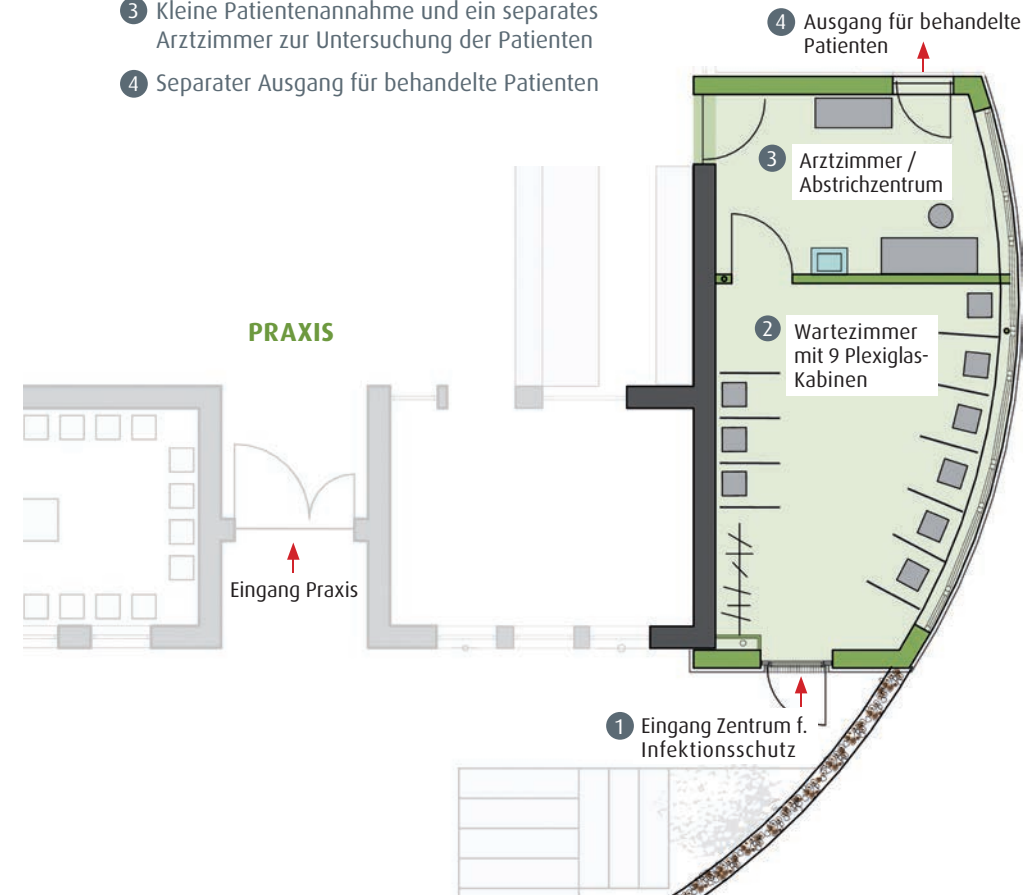 3 Kleine Patientenannahme und ein separates
Arztzimmer zur Untersuchung der Patienten
4 Separater Ausgang für behandelte Patienten
4 Ausgang für behandelte
Patienten
3 Arztzimmer /
Abstrichzentrum
PRAXIS
2 Wartezimmer
mit 9 Plexiglas-
Kabinen
Eingang Praxis
1 Eingang Zentrum f.
Infektionsschutz